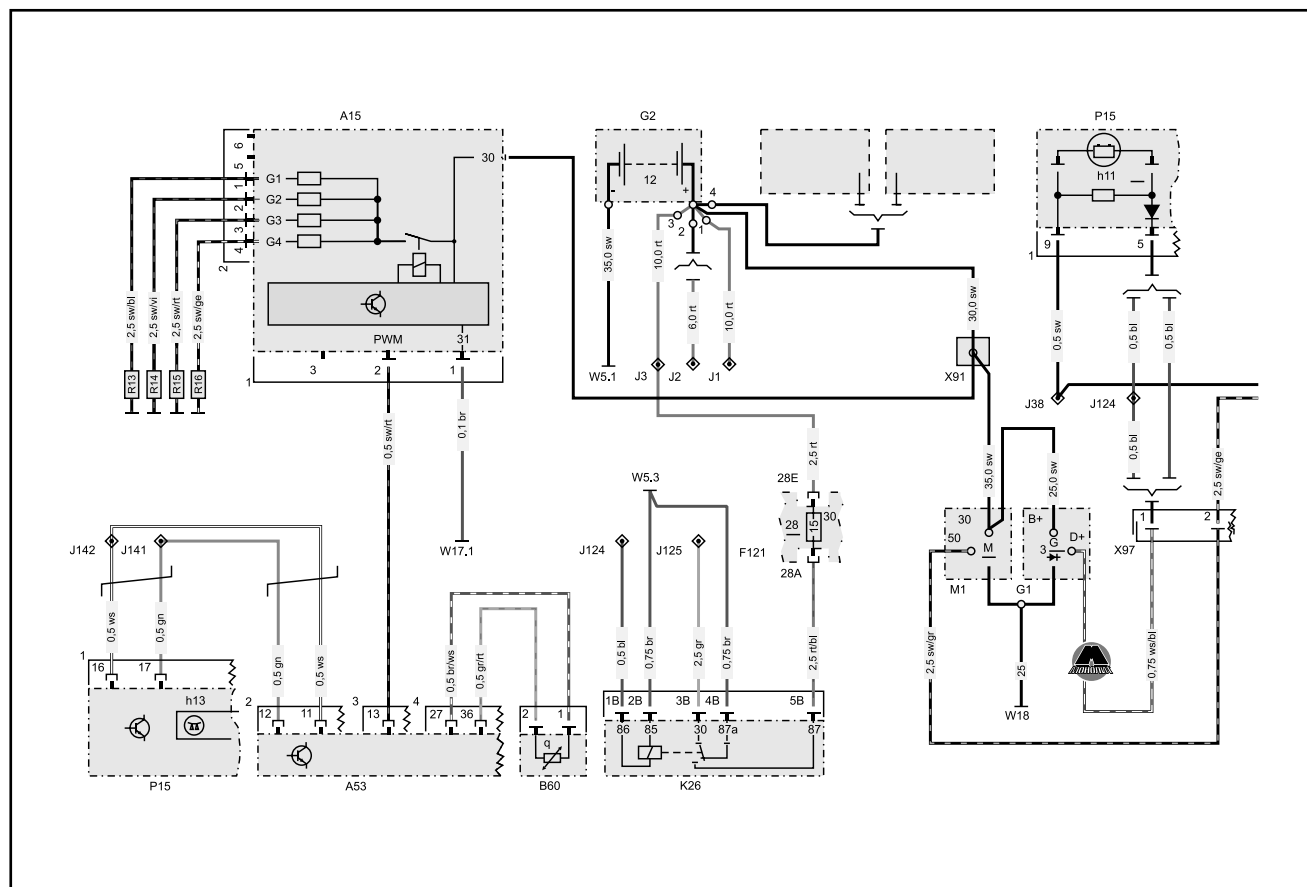 A15
G2
P15
6
5
1
2
3
4
2
G1
G2
G3
G4
30
PWM
31
3
2
1
1
12
-
+
4
3
2
1
h11
9
5
1
2,5 sw/bl
2,5 sw/vi
2,5 sw/rt
2,5 sw/ge
R13
R14
R15
R16
35,0 sw
10,0 rt
6,0 rt
10,0 rt
30,0 sw
0,5 sw
0,5 bl
0,5 bl
W5.1
J3
J2
J1
X91
J38
J124
0,5 sw/rt
0,1 br
2,5 rt
35,0 sw
25,0 sw
0,5 bl
2,5 sw/ge
W5.3
28E
28
15
30
F121
28A
30
50
M
M1
B+
G
3
D+
G1
1
2
X97
J142
J141
W17.1
J124
J125
0,5 ws
0,5 gn
0,5 gn
0,5 ws
0,5 br/ws
0,5 gr/rt
0,5 bl
0,75 br
2,5 gr
0,75 br
2,5 rt/bl
2,5 sw/gr
25
0,75 ws/bl
W18
1
16
17
h13
P15
2
12
11
3
13
4
27
36
A53
2
1
q
B60
1B
2B
3B
4B
5B
86
85
30
87a
87
K26